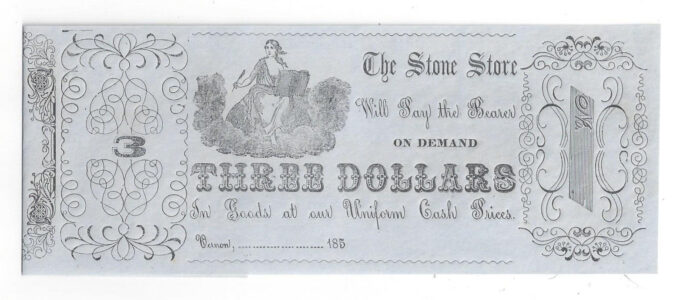 3
The Stone Store
Will Pay the Bearer
ON DEMAND
THREE DOLLARS
In Goods at our Uniform Cash Prices.
Vernon, ........................ 185
No